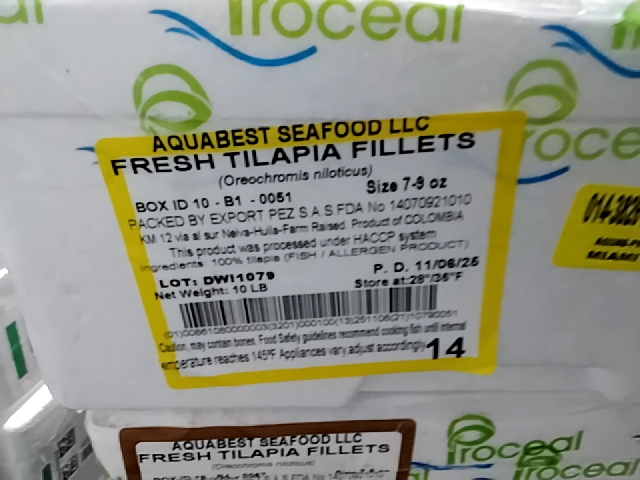 roceal
AQUABEST SEAFOOD LLC
FRESH TILAPIA FILLETS
(Oreochromis niloticus)
BOX ID 10 - B1 - 0051 Size 7-9 oz
PACKED BY EXPORT PEZ S.A.S.FDA No 14070921010
KM 12 via al sur Neiva-Huila-Farm Raised. Product of COLOMBIA
This product was processed under HACCP system
Ingredients: 100% tilapia (FISH / ALLERGEN PRODUCT)
LOT: DWI1079 P. D. 11/06/25
Net Weight: 10 LB Store at:28°/36°F
Caution, may contain bones. Food Safety guidelines recommend cooking fish until internal
temperature reaches 145°F Appliances vary adjust accordingly 14
roce
MIAMI
AQUABEST SEAFOOD LLC
FRESH TILAPIA FILLETS
(Oreochromis niloticus)
Proceal
roceal